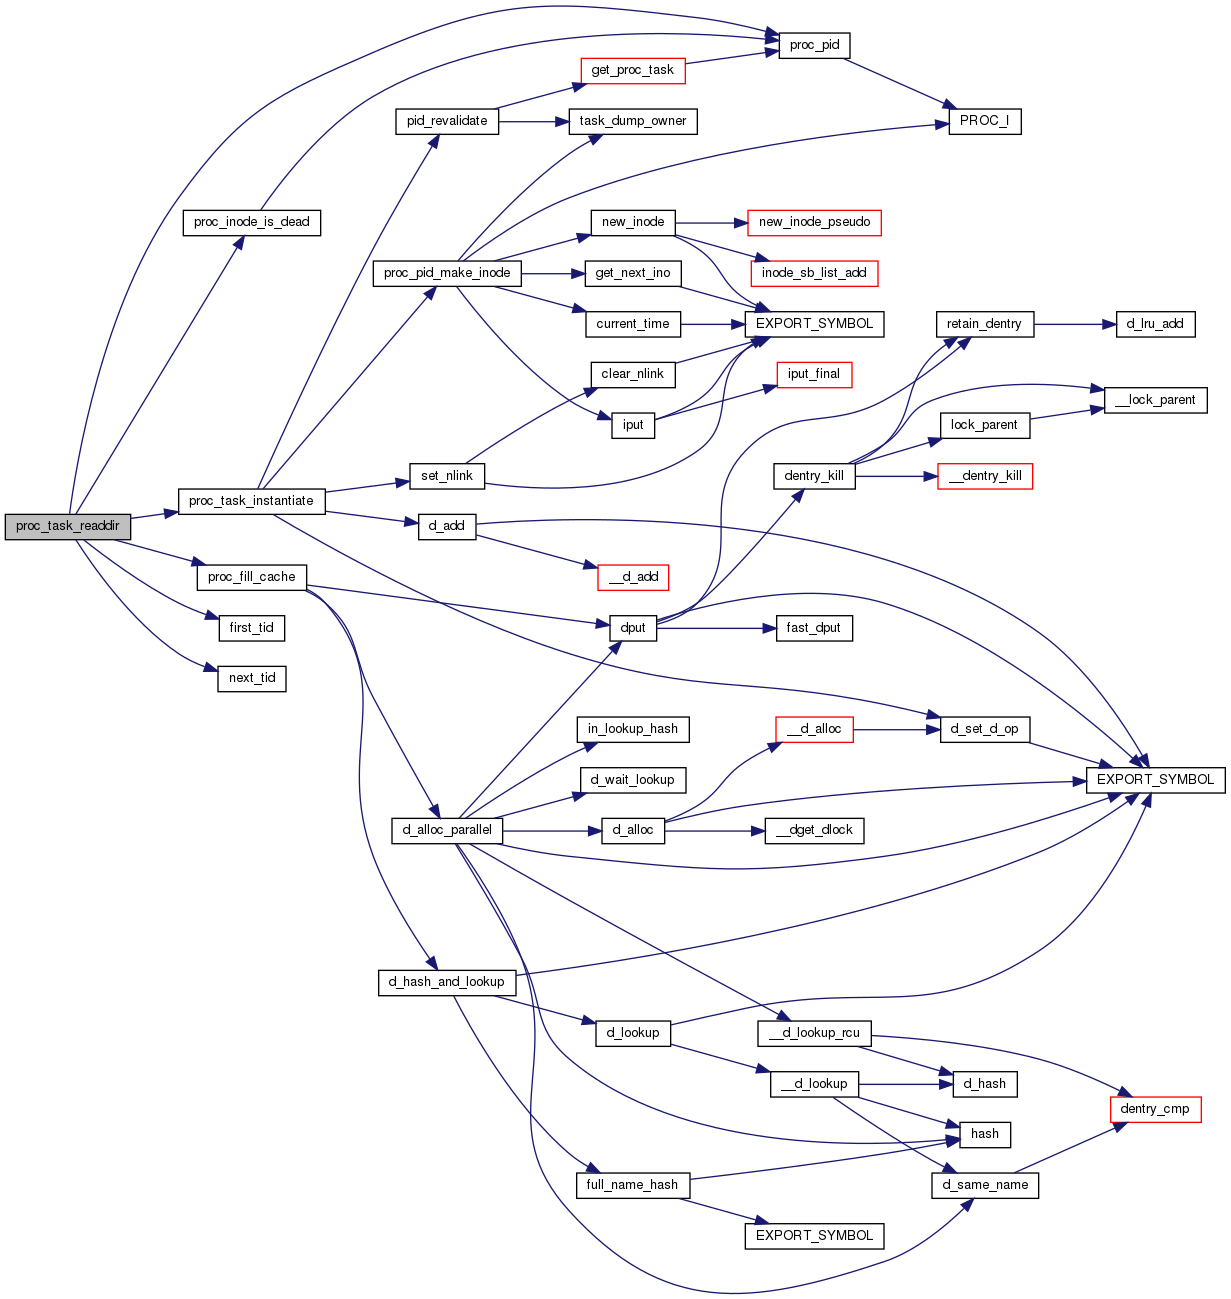 proc_pid
get_proc_task
pid_revalidate
task_dump_owner
PROC_I
proc_inode_is_dead
new_inode
new_inode_pseudo
proc_pid_make_inode
get_next_ino
inode_sb_list_add
current_time
EXPORT_SYMBOL
retain_dentry
d_lru_add
clear_nlink
iput_final
__lock_parent
iput
lock_parent
set_nlink
dentry_kill
__dentry_kill
proc_task_instantiate
proc_task_readdir
d_add
proc_fill_cache
__d_add
first_tid
dput
fast_dput
next_tid
in_lookup_hash
__d_alloc
d_set_d_op
d_wait_lookup
EXPORT_SYMBOL
d_alloc_parallel
d_alloc
__dget_dlock
d_hash_and_lookup
d_lookup
__d_lookup_rcu
__d_lookup
d_hash
dentry_cmp
hash
full_name_hash
d_same_name
EXPORT_SYMBOL